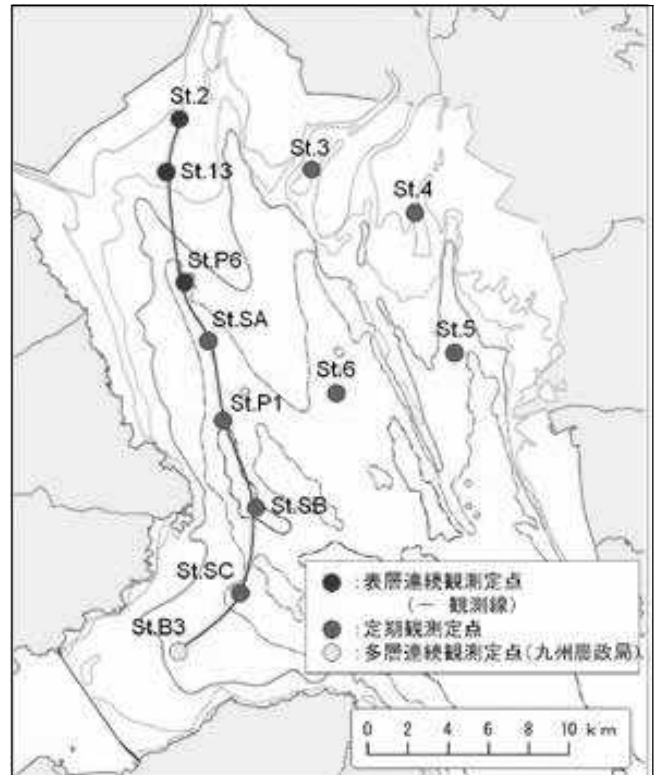 St.2
St.3
St.13
St.4
St.P6
St.SA
St.5
St.6
St.P1
St.SB
St.SC
St.B3
：表層連続観測定点
（― 観測線）
：定期観測定点
：多層連続観測定点（九州農政局）
0 2 4 6 8 10 km